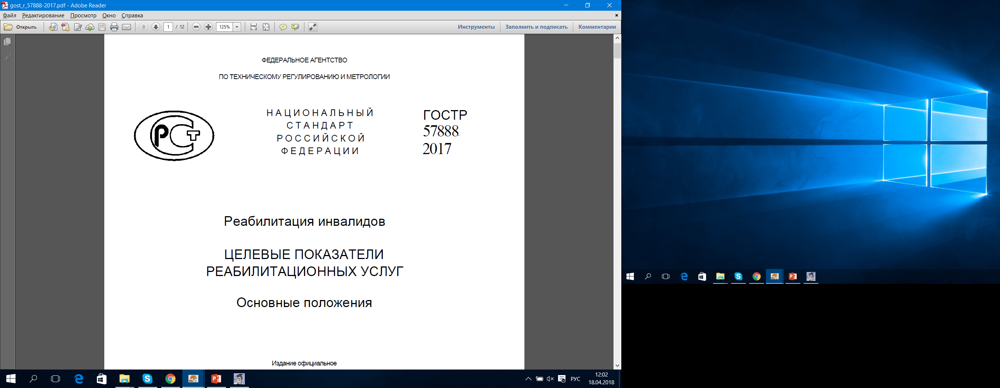 gost_r_57888-2017.pdf - Adobe Reader
Файл Редактирование Просмотр Окно Справка
Открыть 1 / 12 125% Инструменты Заполнить и подписать Комментарии
ФЕДЕРАЛЬНОЕ АГЕНТСТВО
ПО ТЕХНИЧЕСКОМУ РЕГУЛИРОВАНИЮ И МЕТРОЛОГИИ
РСТ
НАЦИОНАЛЬНЫЙ
СТАНДАРТ
РОССИЙСКОЙ
ФЕДЕРАЦИИ
ГОСТР
57888
2017
Реабилитация инвалидов
ЦЕЛЕВЫЕ ПОКАЗАТЕЛИ
РЕАБИЛИТАЦИОННЫХ УСЛУГ
Основные положения
Издание официальное
РУС
12:02
18.04.2018